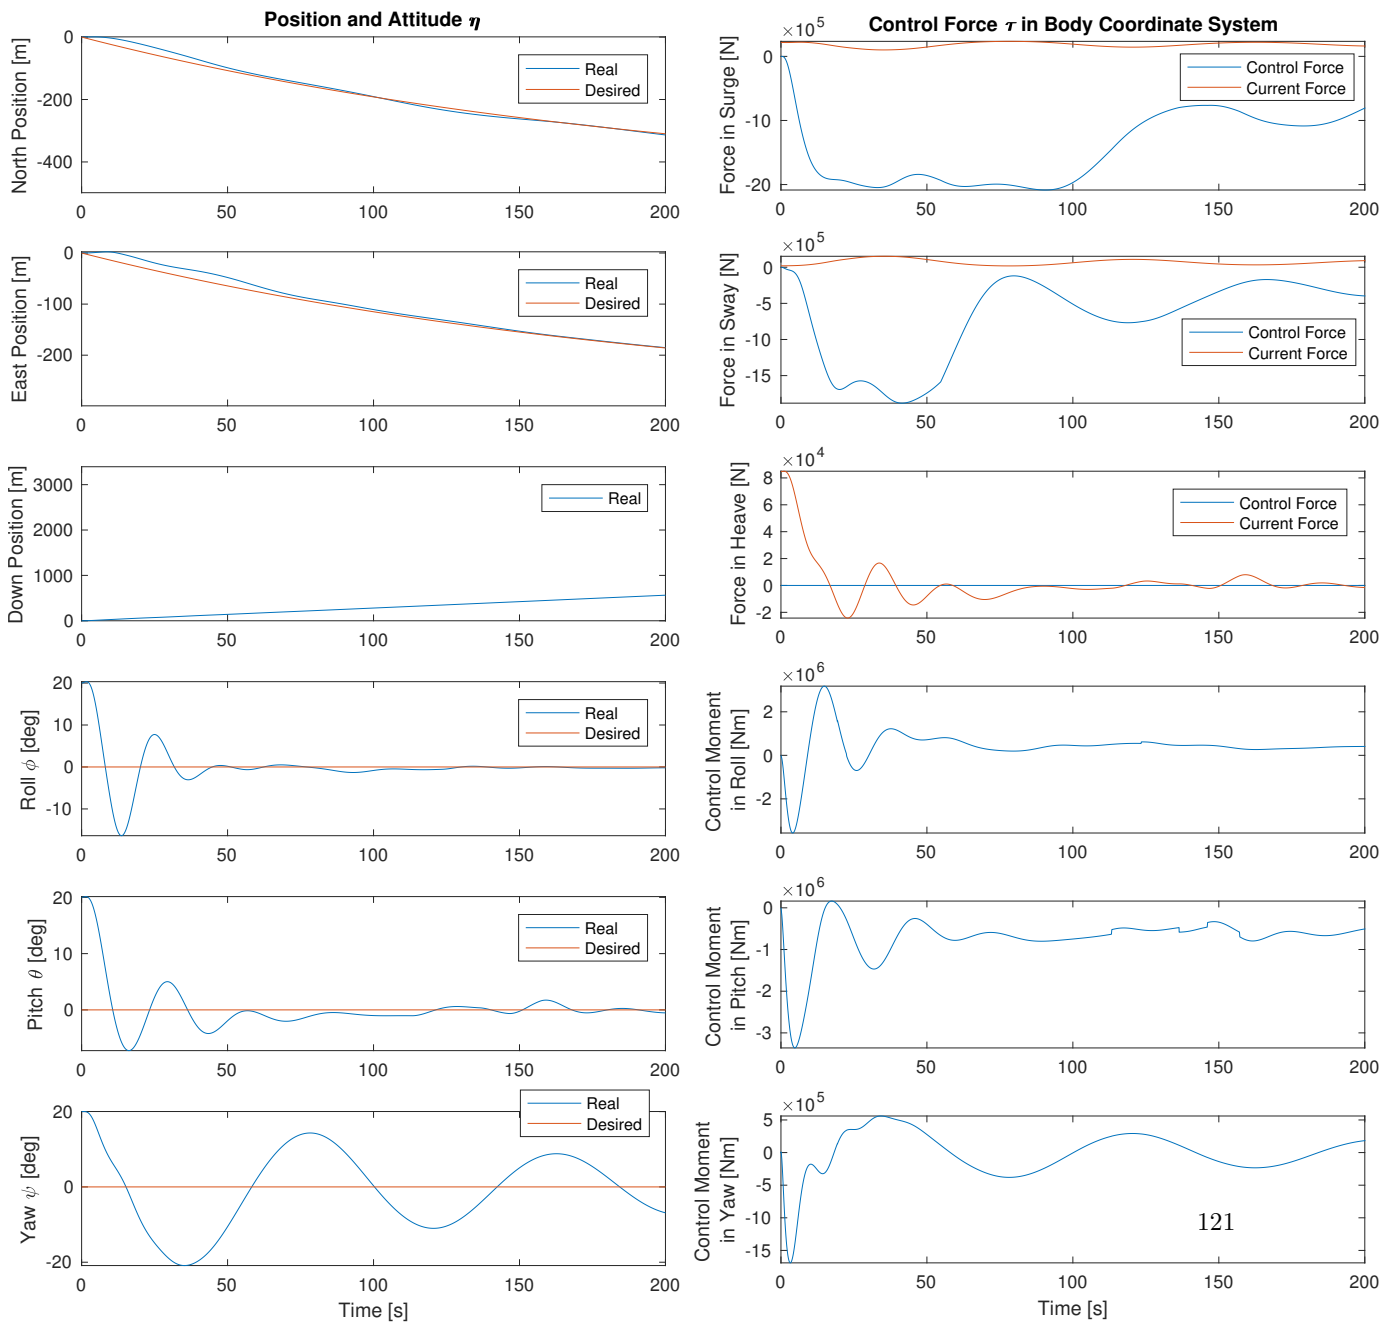 Position and Attitude η
North Position [m]
0
-200
-400
Real
Desired
0 50 100 150 200
East Position [m]
0
-100
-200
Real
Desired
0 50 100 150 200
Down Position [m]
3000
2000
1000
0
Real
0 50 100 150 200
Roll ϕ [deg]
20
10
0
-10
Real
Desired
0 50 100 150 200
Pitch θ [deg]
20
10
0
Real
Desired
0 50 100 150 200
Yaw ψ [deg]
20
0
-20
Real
Desired
0 50 100 150 200
Time [s]
Control Force τ in Body Coordinate System
×10^5
Force in Surge [N]
0
-10
-20
Control Force
Current Force
0 50 100 150 200
×10^5
Force in Sway [N]
0
-5
-10
-15
Control Force
Current Force
0 50 100 150 200
×10^4
Force in Heave [N]
8
6
4
2
0
-2
Control Force
Current Force
0 50 100 150 200
×10^6
Control Moment
in Roll [Nm]
2
0
-2
0 50 100 150 200
×10^6
Control Moment
in Pitch [Nm]
0
-1
-2
-3
0 50 100 150 200
×10^5
Control Moment
in Yaw [Nm]
5
0
-5
-10
-15
121
0 50 100 150 200
Time [s]